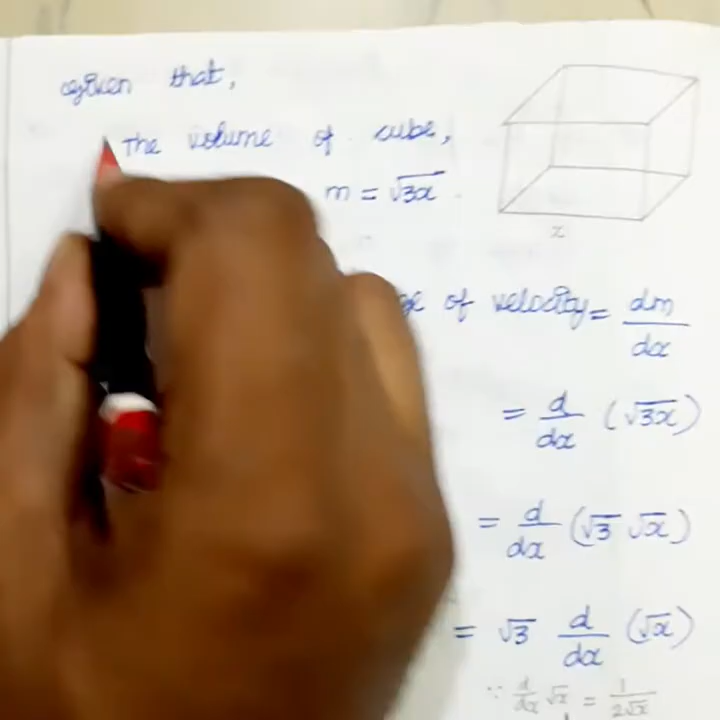 Given that,
The volume of cube,
m = √3x
x
of velocity = dm/dx
= d/dx (√3x)
= d/dx (√3 √x)
= √3 d/dx (√x)
∵ d/dx √x = 1/2√x